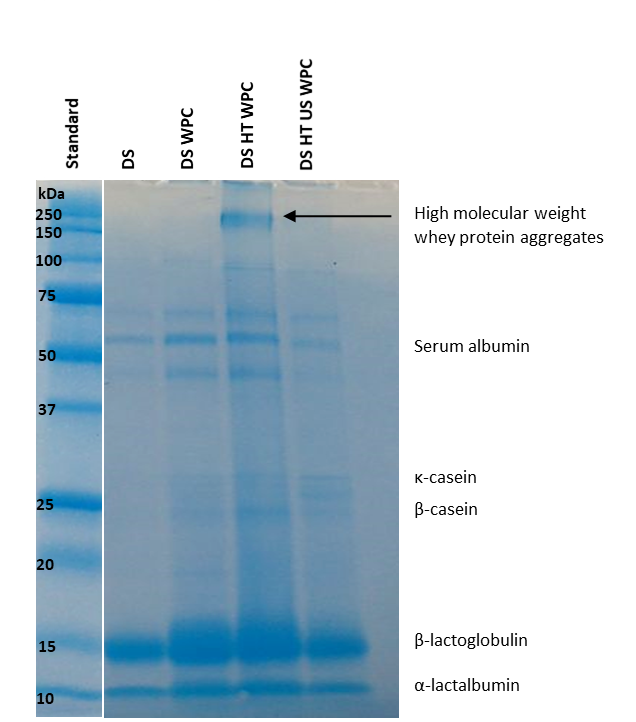 Standard
DS
DS WPC
DS HT WPC
DS HT US WPC
kDa
250
150
100
75
50
37
25
20
15
10
High molecular weight
whey protein aggregates
Serum albumin
κ-casein
β-casein
β-lactoglobulin
α-lactalbumin